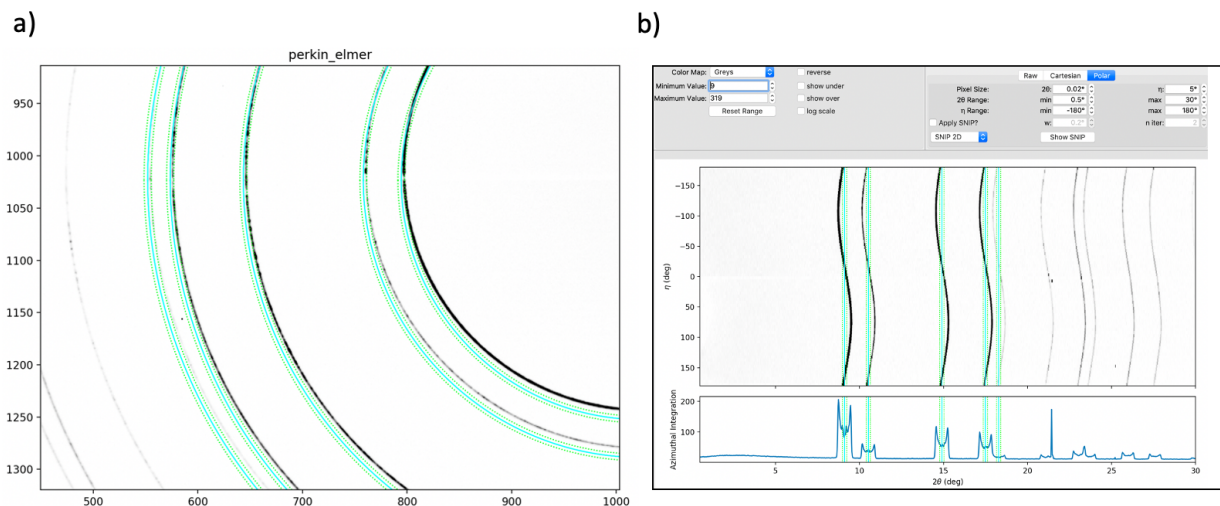 a)
b)
perkin_elmer
950
1000
1050
1100
1150
1200
1250
1300
500
600
700
800
900
1000
Color Map: Greys
reverse
Minimum Value: 9
show under
Maximum Value: 319
show over
Reset Range
log scale
Raw Cartesian Polar
Pixel Size: 2θ: 0.02° η: 5°
2θ Range: min 0.5° max 30°
η Range: min -180° max 180°
Apply SNIP? w: 0.2° n iter: 2
SNIP 2D Show SNIP
−150
−100
−50
0
50
100
150
η (deg)
200
100
Azimuthal Integration
5 10 15 20 25 30
2θ (deg)